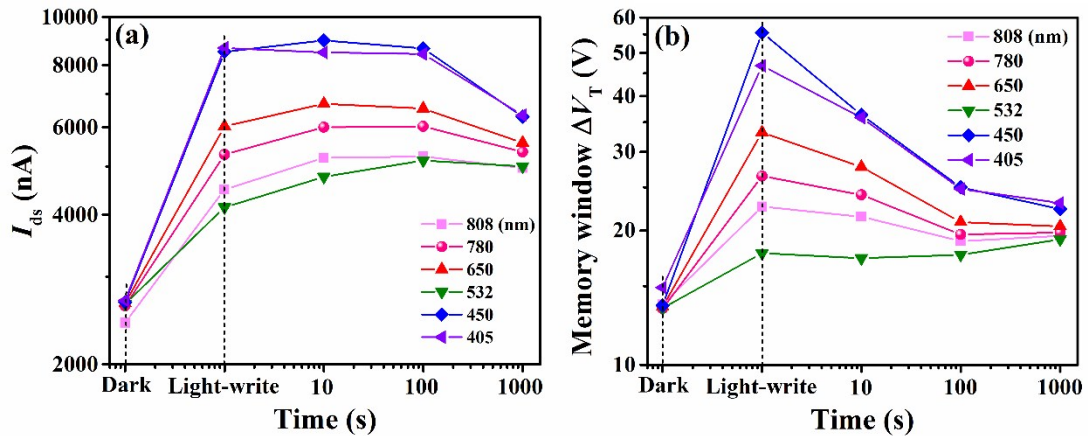 (a)
10000
8000
6000
4000
2000
I_ds (nA)
808 (nm)
780
650
532
450
405
Dark
Light-write
10
100
1000
Time (s)
(b)
60
50
40
30
20
10
Memory window ΔV_T (V)
808 (nm)
780
650
532
450
405
Dark
Light-write
10
100
1000
Time (s)